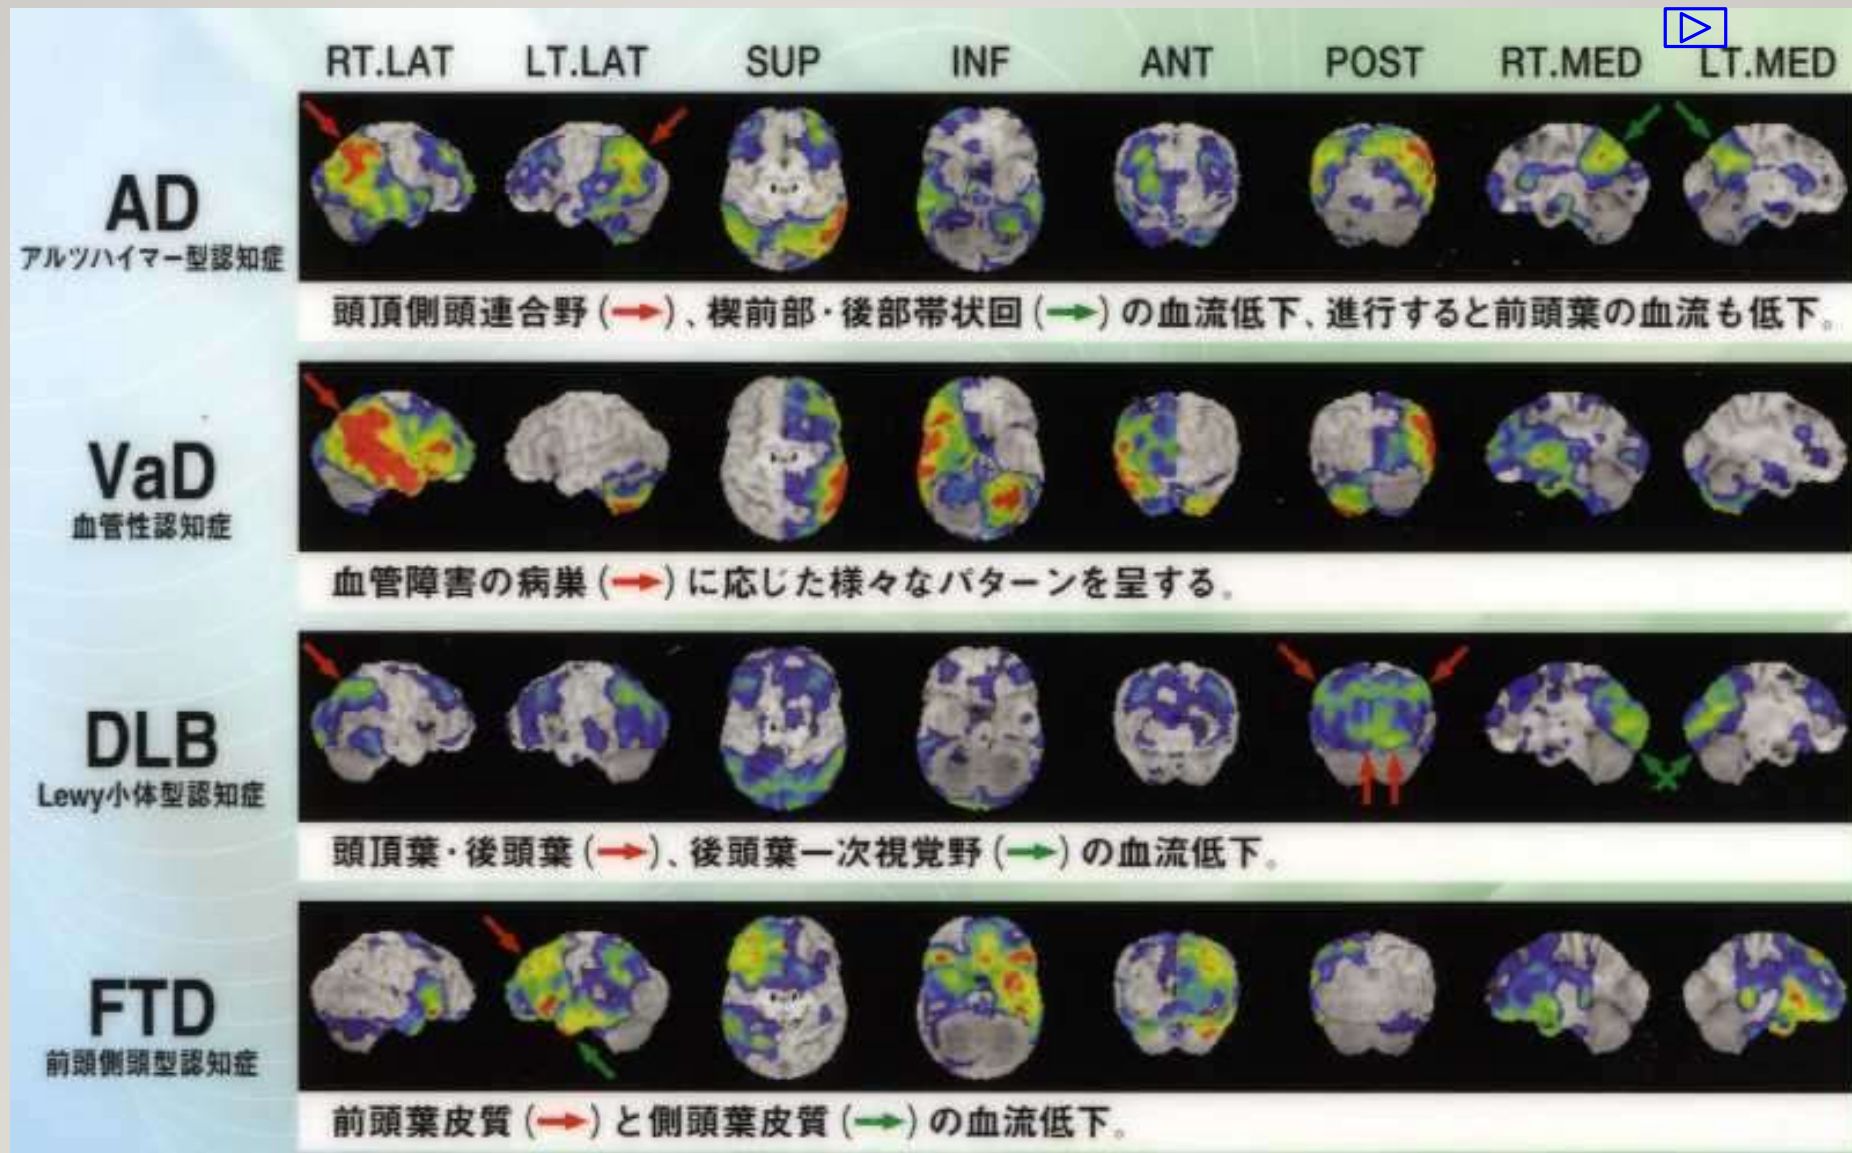 RT.LAT LT.LAT SUP INF ANT POST RT.MED LT.MED
AD
アルツハイマー型認知症
頭頂側頭連合野 (→)、楔前部・後部帯状回 (→) の血流低下、進行すると前頭葉の血流も低下。
VaD
血管性認知症
血管障害の病巣 (→) に応じた様々なパターンを呈する。
DLB
Lewy小体型認知症
頭頂葉・後頭葉 (→)、後頭葉一次視覚野 (→) の血流低下。
FTD
前頭側頭型認知症
前頭葉皮質 (→) と側頭葉皮質 (→) の血流低下。